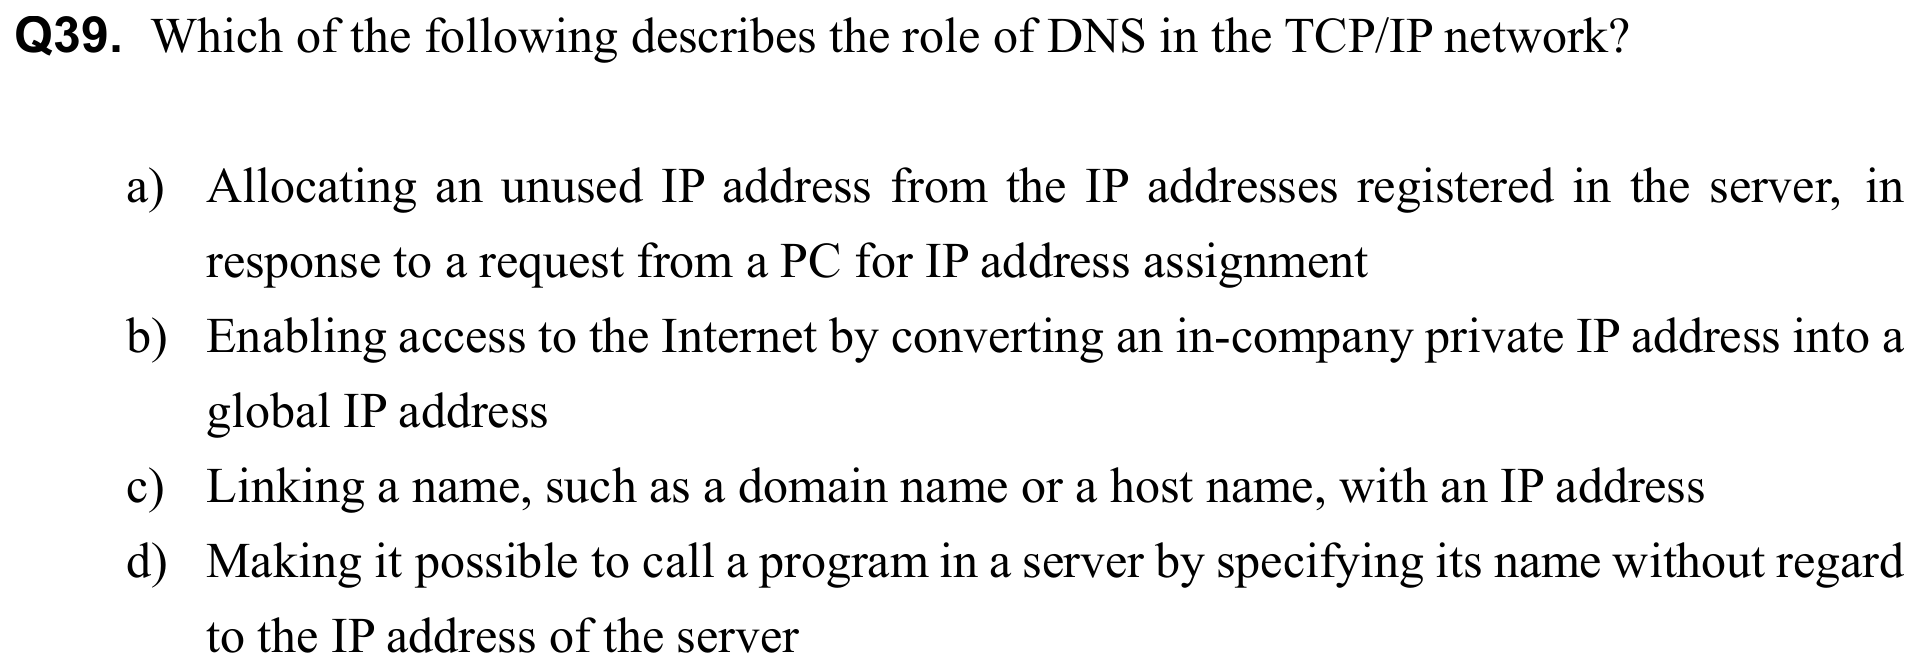 Q39. Which of the following describes the role of DNS in the TCP/IP network?
a) Allocating an unused IP address from the IP addresses registered in the server, in
response to a request from a PC for IP address assignment
b) Enabling access to the Internet by converting an in-company private IP address into a
global IP address
c) Linking a name, such as a domain name or a host name, with an IP address
d) Making it possible to call a program in a server by specifying its name without regard
to the IP address of the server